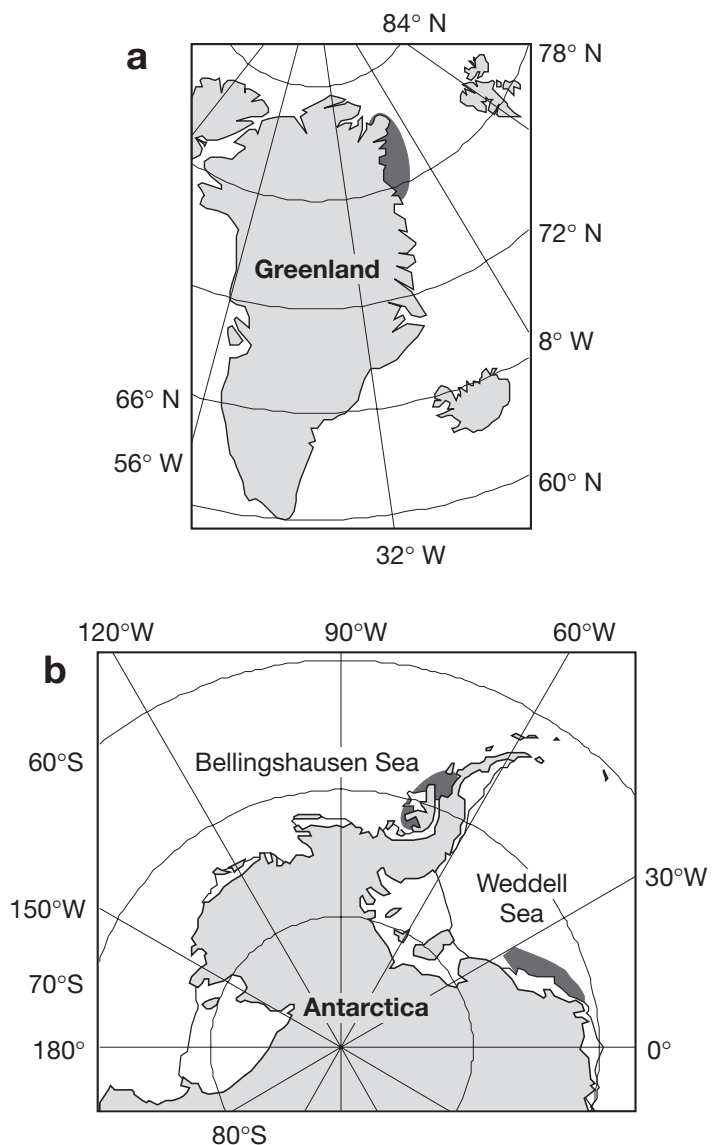 84° N
a
78° N
72° N
Greenland
8° W
66° N
56° W
60° N
32° W
120°W
90°W
60°W
b
60°S
Bellingshausen Sea
Weddell
Sea
30°W
150°W
70°S
Antarctica
180°
0°
80°S